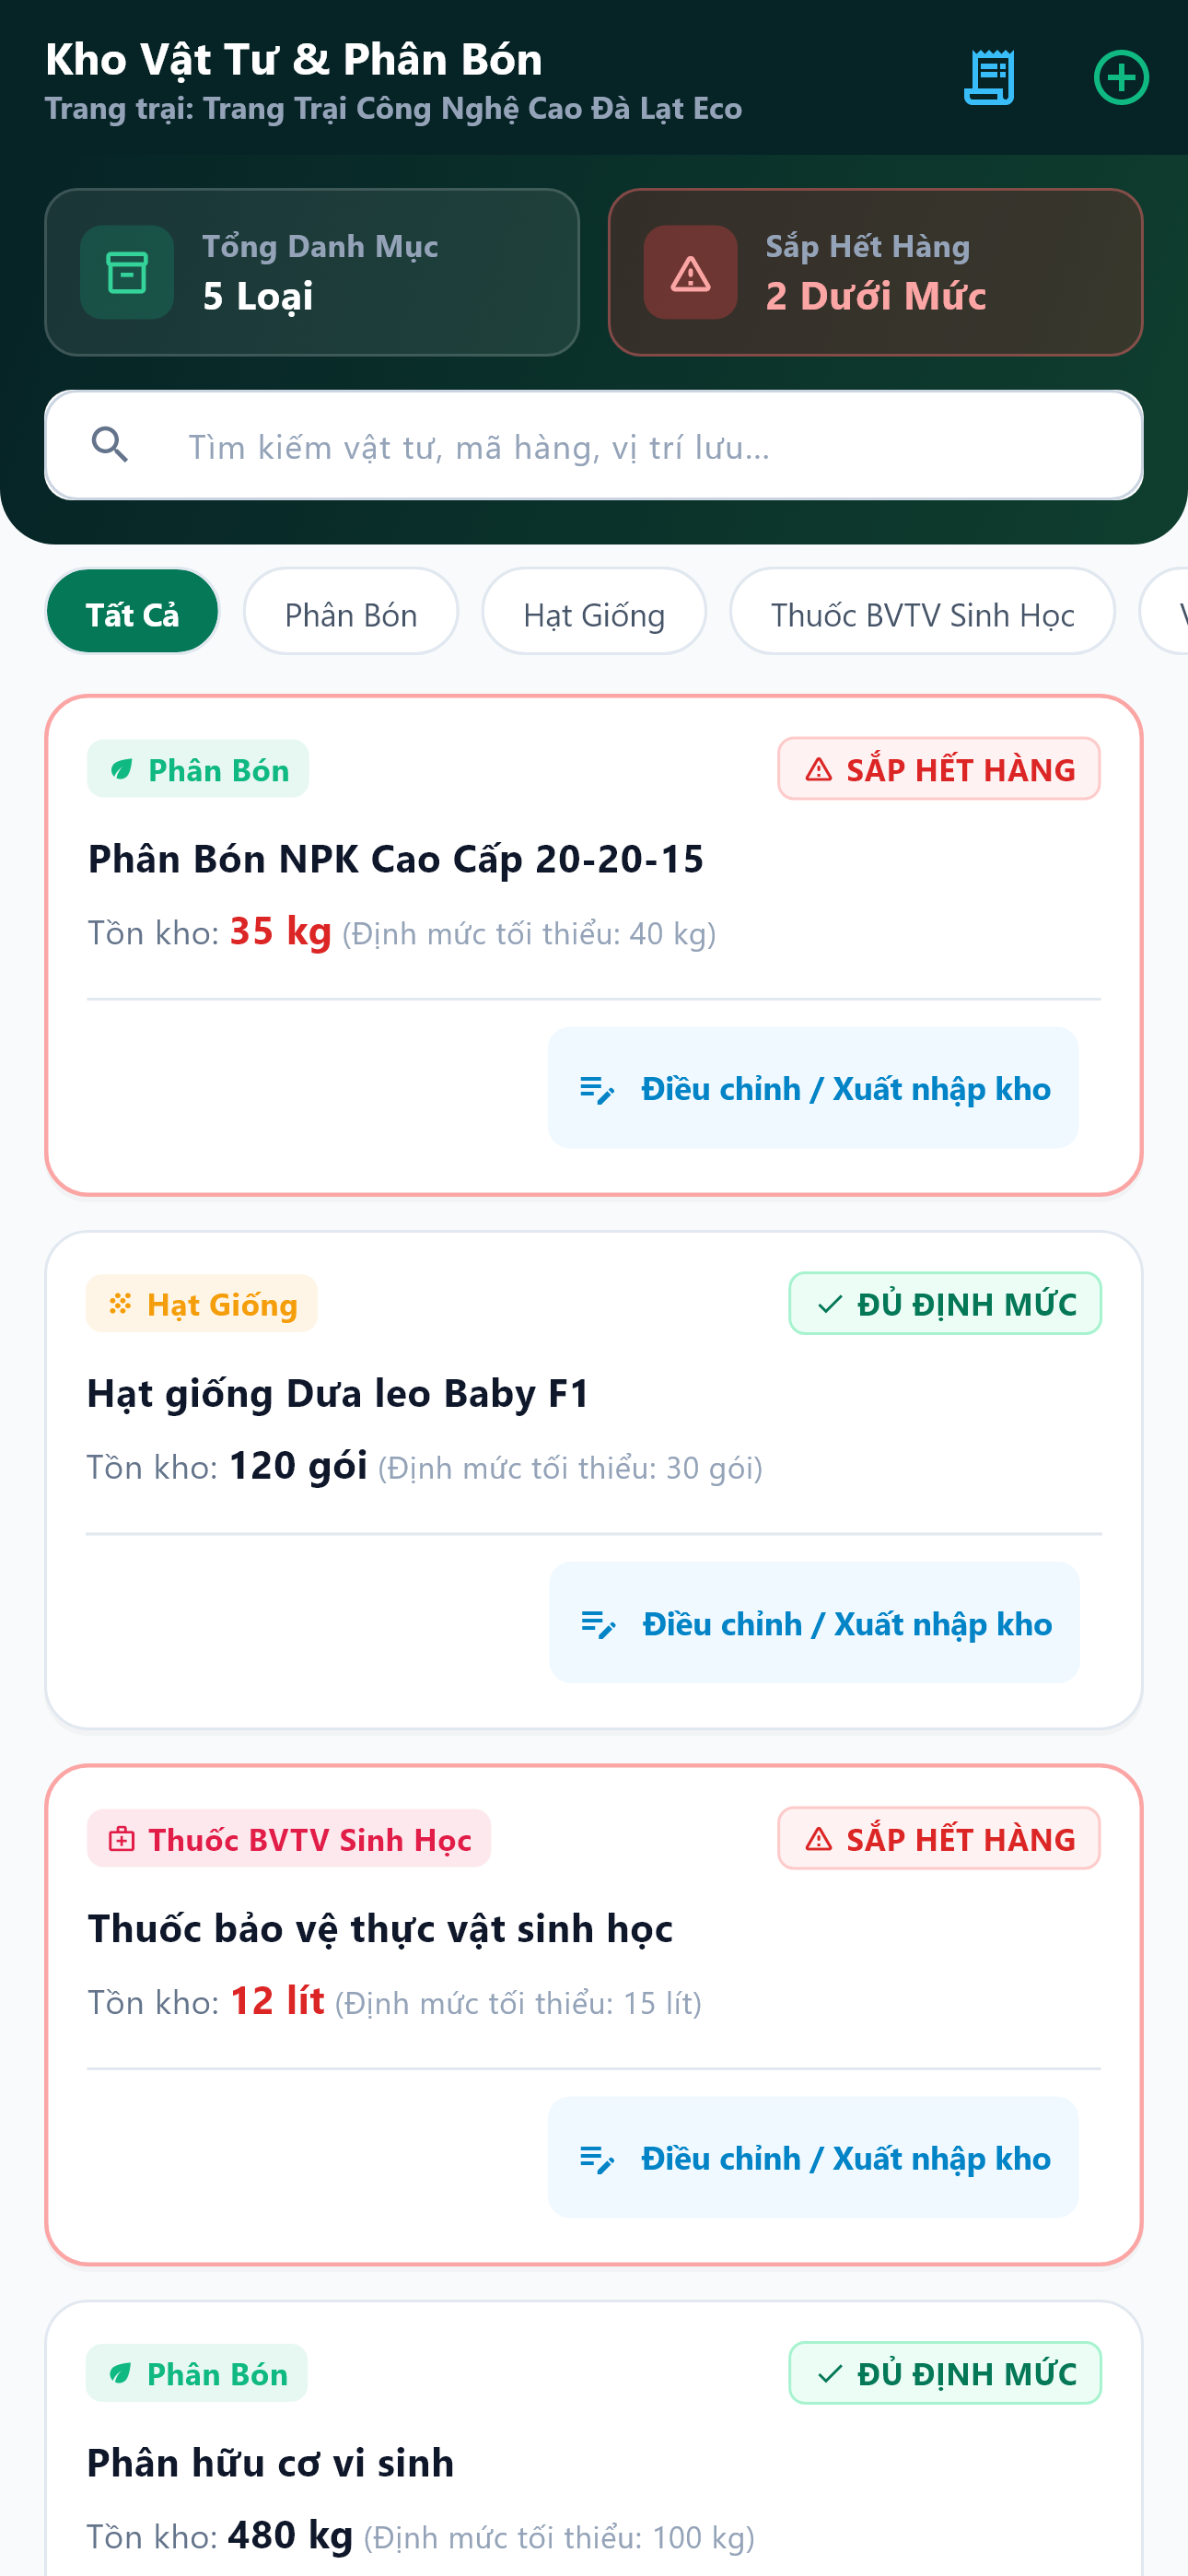 Kho Vật Tư & Phân Bón
Trang trại: Trang Trại Công Nghệ Cao Đà Lạt Eco
Tổng Danh Mục
5 Loại
Sắp Hết Hàng
2 Dưới Mức
Tìm kiếm vật tư, mã hàng, vị trí lưu...
Tất Cả
Phân Bón
Hạt Giống
Thuốc BVTV Sinh Học
Phân Bón
SẮP HẾT HÀNG
Phân Bón NPK Cao Cấp 20-20-15
Tồn kho: 35 kg (Định mức tối thiểu: 40 kg)
Điều chỉnh / Xuất nhập kho
Hạt Giống
ĐỦ ĐỊNH MỨC
Hạt giống Dưa leo Baby F1
Tồn kho: 120 gói (Định mức tối thiểu: 30 gói)
Điều chỉnh / Xuất nhập kho
Thuốc BVTV Sinh Học
SẮP HẾT HÀNG
Thuốc bảo vệ thực vật sinh học
Tồn kho: 12 lít (Định mức tối thiểu: 15 lít)
Điều chỉnh / Xuất nhập kho
Phân Bón
ĐỦ ĐỊNH MỨC
Phân hữu cơ vi sinh
Tồn kho: 480 kg (Định mức tối thiểu: 100 kg)